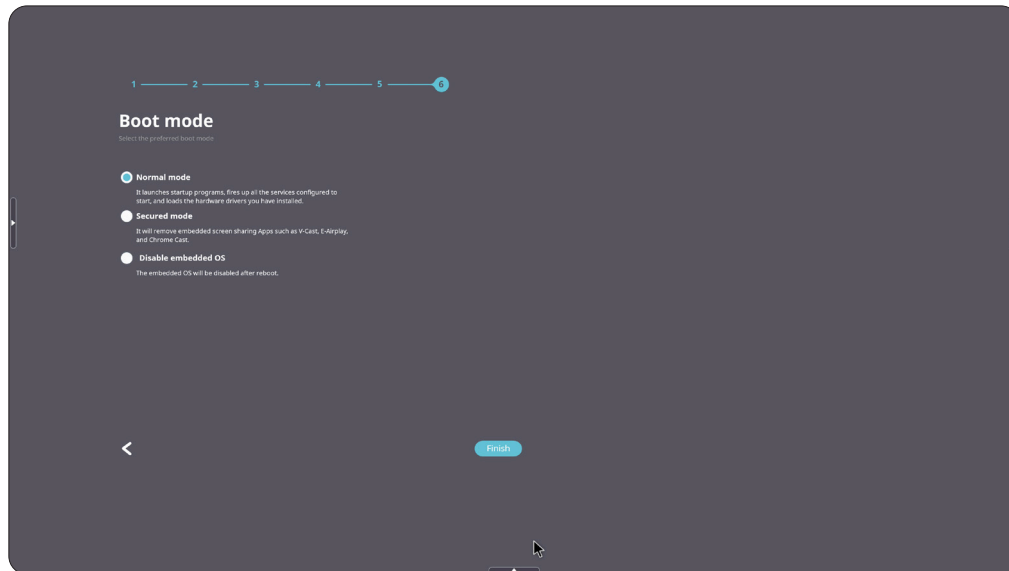 1 2 3 4 5 6
Boot mode
Select the preferred boot mode
Normal mode
It launches startup programs, fires up all the services configured to
start, and loads the hardware drivers you have installed.
Secured mode
It will remove embedded screen sharing Apps such as V-Cast, E-Airplay,
and Chrome Cast.
Disable embedded OS
The embedded OS will be disabled after reboot.
Finish